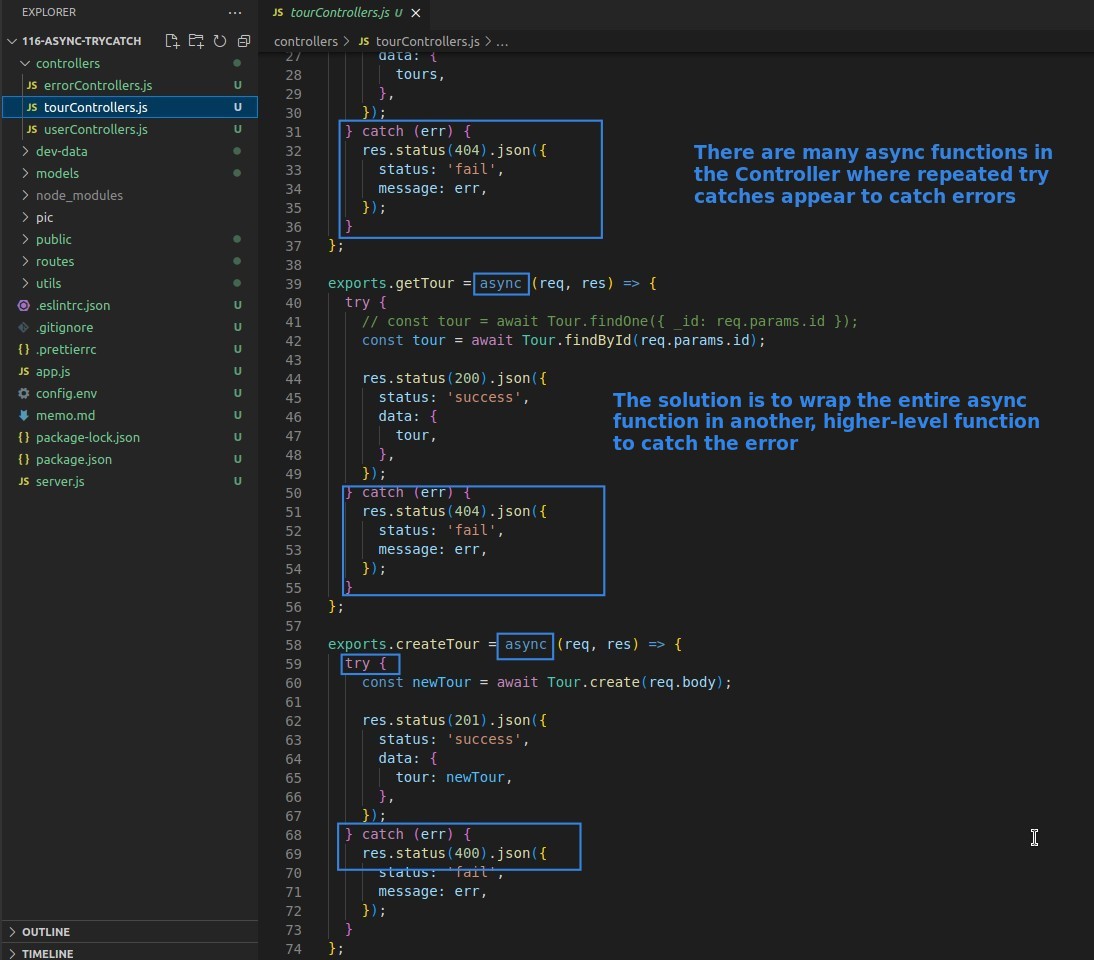 EXPLORER
...
tourControllers.js U
116-ASYNC-TRYCATCH
controllers > JS tourControllers.js > ...
controllers
JS errorControllers.js U
JS tourControllers.js U
JS userControllers.js U
dev-data
models
node_modules
pic
public
routes
utils
.eslintrc.json U
.gitignore U
{} .prettierrc U
JS app.js U
config.env U
memo.md U
{} package-lock.json U
{} package.json U
JS server.js U
OUTLINE
TIMELINE
27 data: {
28 tours,
29 },
30 });
31 } catch (err) {
32 res.status(404).json({
33 status: 'fail',
34 message: err,
35 });
36 }
37 };
38
39 exports.getTour = async (req, res) => {
40 try {
41 // const tour = await Tour.findOne({ _id: req.params.id });
42 const tour = await Tour.findById(req.params.id);
43
44 res.status(200).json({
45 status: 'success',
46 data: {
47 tour,
48 },
49 });
50 } catch (err) {
51 res.status(404).json({
52 status: 'fail',
53 message: err,
54 });
55 }
56 };
57
58 exports.createTour = async (req, res) => {
59 try {
60 const newTour = await Tour.create(req.body);
61
62 res.status(201).json({
63 status: 'success',
64 data: {
65 tour: newTour,
66 },
67 });
68 } catch (err) {
69 res.status(400).json({
70 status: 'fail',
71 message: err,
72 });
73 }
74 };
There are many async functions in
the Controller where repeated try
catches appear to catch errors
The solution is to wrap the entire async
function in another, higher-level function
to catch the error